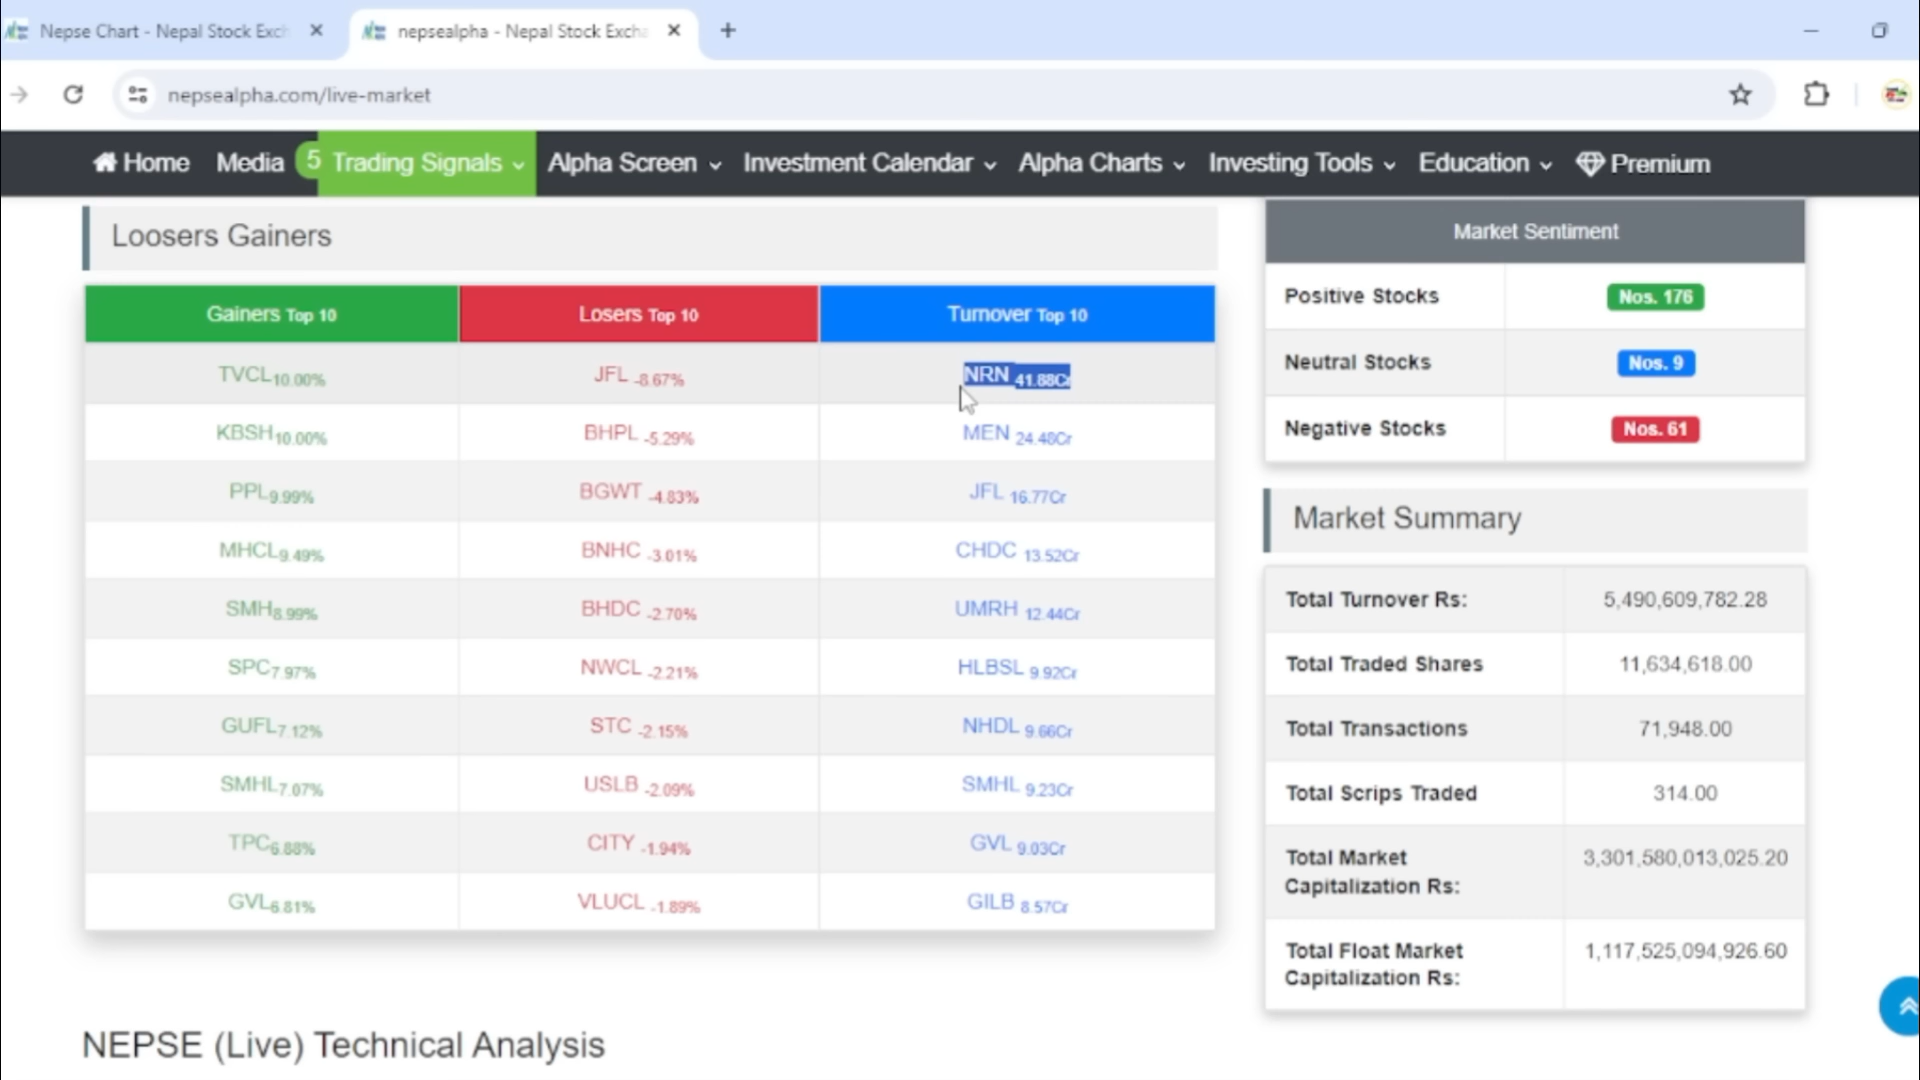 Nepse Chart - Nepal Stock Exch
nepsealpha - Nepal Stock Excha
nepsealpha.com/live-market
Home Media 5 Trading Signals Alpha Screen Investment Calendar Alpha Charts Investing Tools Education Premium
Loosers Gainers
Gainers Top 10 Losers Top 10 Turnover Top 10
TVCL 10.00% JFL -8.67% NRN 41.88Cr
KBSH 10.00% BHPL -5.29% MEN 24.48Cr
PPL 9.99% BGWT -4.83% JFL 16.77Cr
MHCL 9.49% BNHC -3.01% CHDC 13.52Cr
SMH 8.99% BHDC -2.70% UMRH 12.44Cr
SPC 7.97% NWCL -2.21% HLBSL 9.92Cr
GUFL 7.12% STC -2.15% NHDL 9.66Cr
SMHL 7.07% USLB -2.09% SMHL 9.23Cr
TPC 6.88% CITY -1.94% GVL 9.03Cr
GVL 6.81% VLUCL -1.89% GILB 8.57Cr
Market Sentiment
Positive Stocks Nos. 176
Neutral Stocks Nos. 9
Negative Stocks Nos. 61
Market Summary
Total Turnover Rs: 5,490,609,782.28
Total Traded Shares 11,634,618.00
Total Transactions 71,948.00
Total Scrips Traded 314.00
Total Market 3,301,580,013,025.20
Capitalization Rs:
Total Float Market 1,117,525,094,926.60
Capitalization Rs:
NEPSE (Live) Technical Analysis